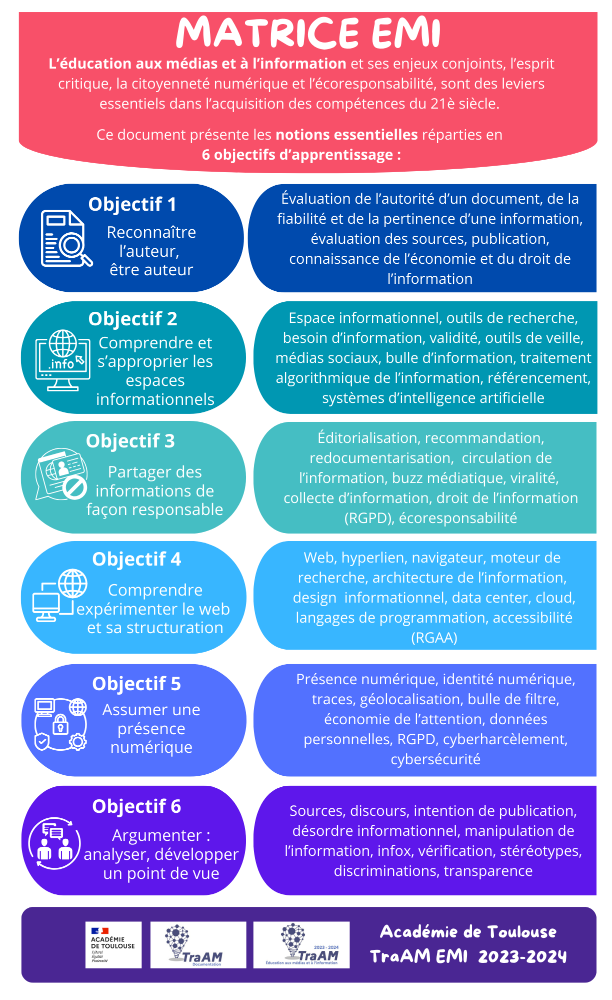 MATRICE EMI
L’éducation aux médias et à l’information et ses enjeux conjoints, l’esprit
critique, la citoyenneté numérique et l’écoresponsabilité, sont des leviers
essentiels dans l’acquisition des compétences du 21è siècle.
Ce document présente les notions essentielles réparties en
6 objectifs d’apprentissage :
Objectif 1
Reconnaître
l’auteur,
être auteur
Évaluation de l’autorité d’un document, de la
fiabilité et de la pertinence d’une information,
évaluation des sources, publication,
connaissance de l’économie et du droit de
l’information
Objectif 2
.info
Comprendre et
s’approprier les
espaces
informationnels
Espace informationnel, outils de recherche,
besoin d’information, validité, outils de veille,
médias sociaux, bulle d’information, traitement
algorithmique de l’information, référencement,
systèmes d’intelligence artificielle
Objectif 3
Partager des
informations de
façon responsable
Éditorialisation, recommandation,
redocumentarisation,  circulation de
l’information, buzz médiatique, viralité,
collecte d’information, droit de l’information
(RGPD), écoresponsabilité
Objectif 4
Comprendre
expérimenter le web
et sa structuration
Web, hyperlien, navigateur, moteur de
recherche, architecture de l’information,
design  informationnel, data center, cloud,
langages de programmation, accessibilité
(RGAA)
Objectif 5
Assumer une
présence
numérique
Présence numérique, identité numérique,
traces, géolocalisation, bulle de filtre,
économie de l’attention, données
personnelles, RGPD, cyberharcèlement,
cybersécurité
Objectif 6
Argumenter :
analyser, développer
un point de vue
Sources, discours, intention de publication,
désordre informationnel, manipulation de
l’information, infox, vérification, stéréotypes,
discriminations, transparence
ACADÉMIE
DE TOULOUSE
Liberté
Égalité
Fraternité
TraAM
Documentation
2023 - 2024
TraAM
Éducation aux médias et à l’information
Académie de Toulouse
TraAM EMI  2023-2024